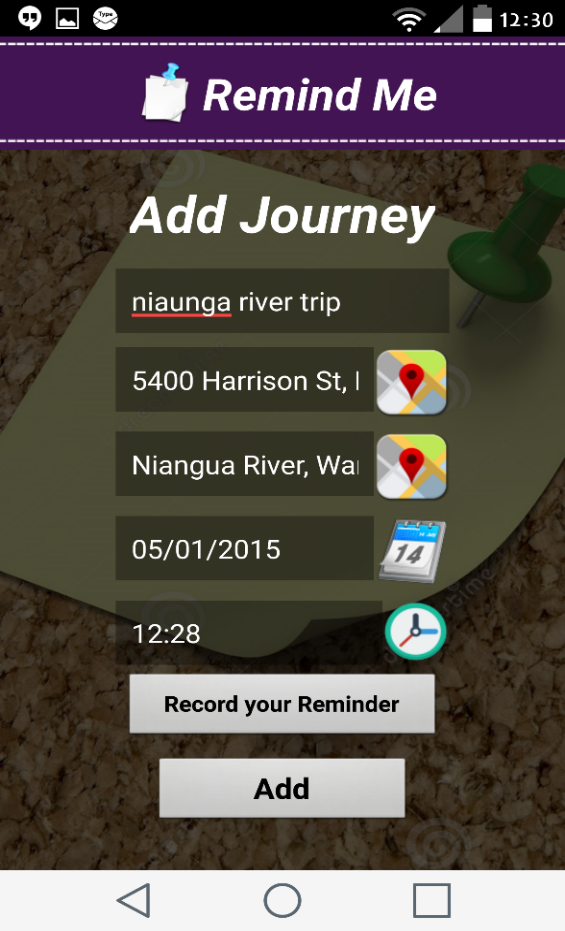 Type
12:30
Remind Me
Add Journey
niaunga river trip
5400 Harrison St,
Niangua River, Wa
05/01/2015
14
12:28
Record your Reminder
Add